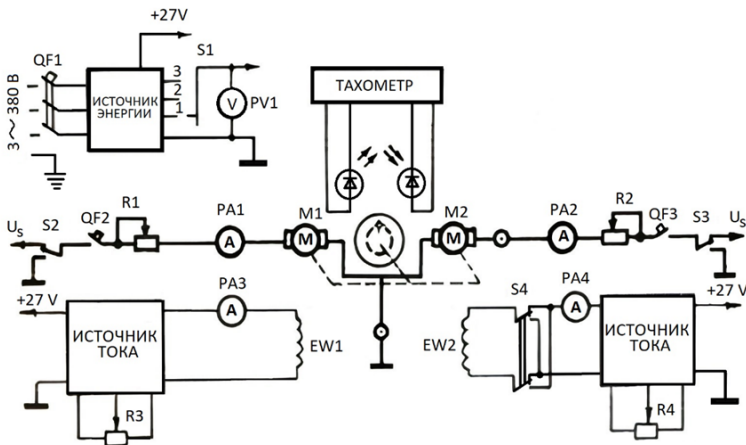 +27V
QF1
S1
3 ~ 380 В
ИСТОЧНИК
ЭНЕРГИИ
3
2
1
V
PV1
ТАХОМЕТР
U_S
S2
QF2
R1
PA1
A
M1
M
M2
M
PA2
A
R2
QF3
S3
U_S
+27 V
ИСТОЧНИК
ТОКА
PA3
A
EW1
R3
EW2
S4
PA4
A
ИСТОЧНИК
ТОКА
+27 V
R4